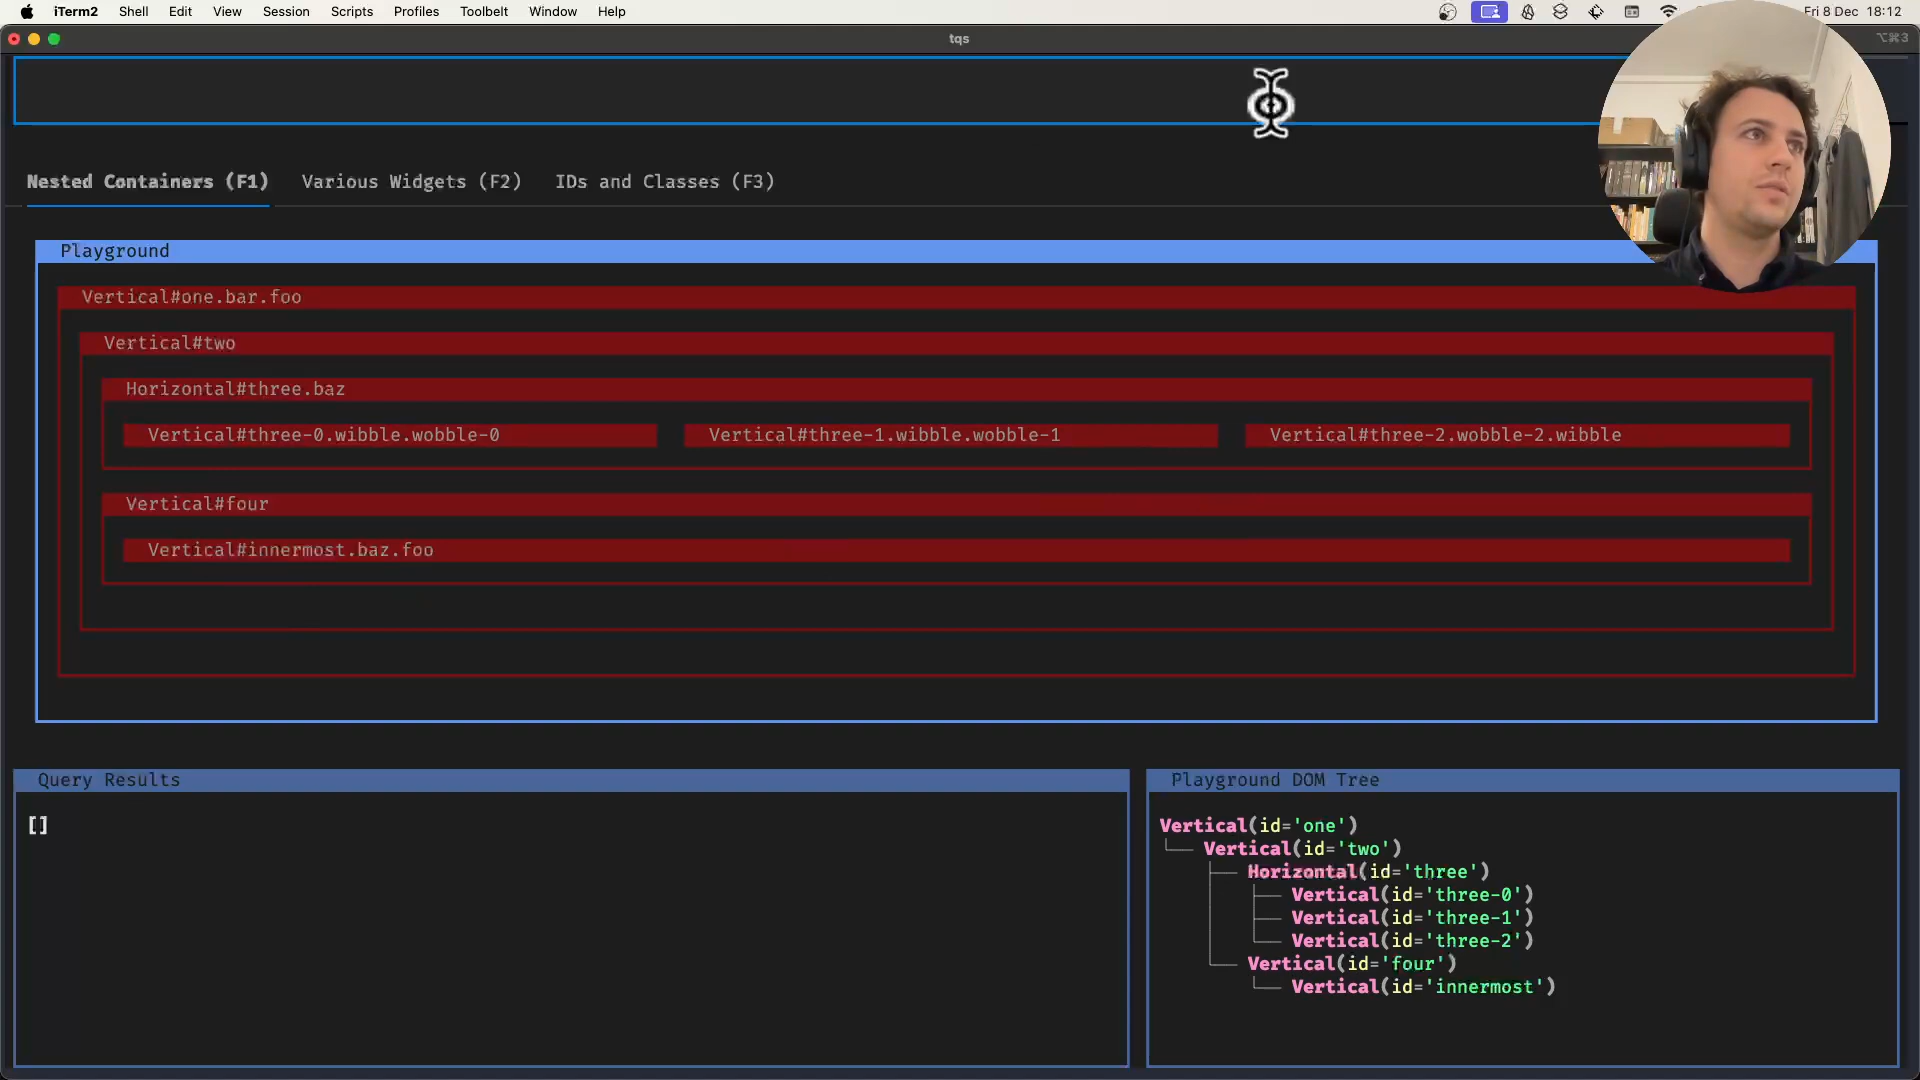 iTerm2 Shell Edit View Session Scripts Profiles Toolbelt Window Help Fri 8 Dec 18:12
tqs ⌥⌘3
Nested Containers (F1) Various Widgets (F2) IDs and Classes (F3)
Playground
Vertical#one.bar.foo
Vertical#two
Horizontal#three.baz
Vertical#three-0.wibble.wobble-0 Vertical#three-1.wibble.wobble-1 Vertical#three-2.wobble-2.wibble
Vertical#four
Vertical#innermost.baz.foo
Query Results
[]
Playground DOM Tree
Vertical(id='one')
└── Vertical(id='two')
├── Horizontal(id='three')
│ ├── Vertical(id='three-0')
│ ├── Vertical(id='three-1')
│ └── Vertical(id='three-2')
└── Vertical(id='four')
└── Vertical(id='innermost')